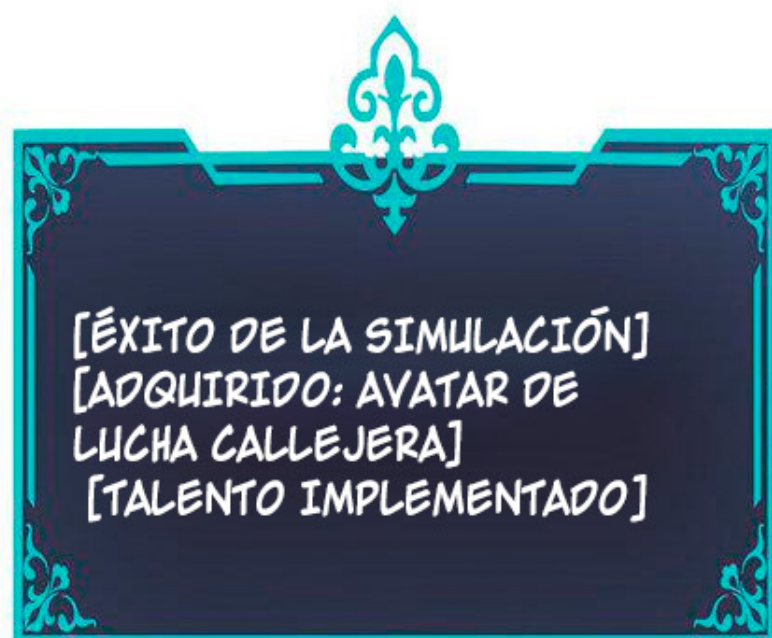 [ÉXITO DE LA SIMULACIÓN]
[ADQUIRIDO: AVATAR DE
LUCHA CALLEJERA]
[TALENTO IMPLEMENTADO]